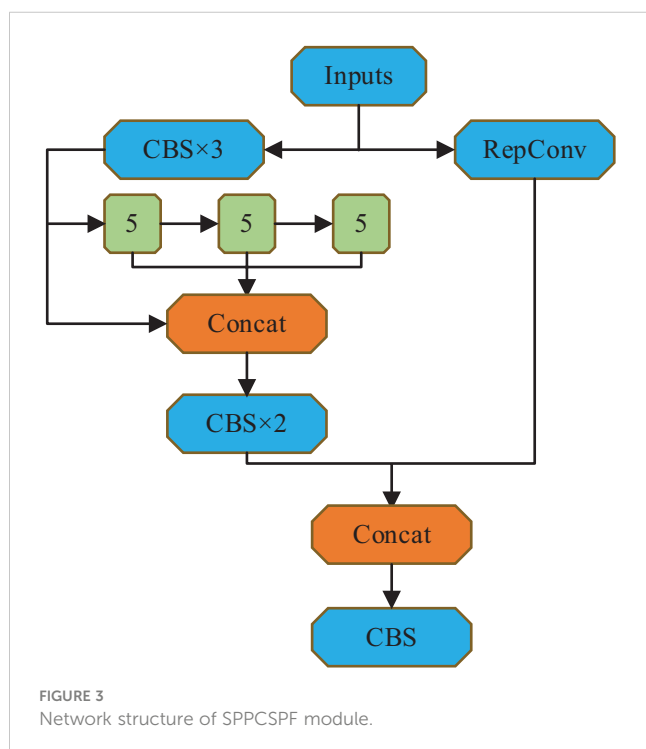 Inputs
CBS×3
RepConv
5
5
5
Concat
CBS×2
Concat
CBS
FIGURE 3
Network structure of SPPCSPF module.